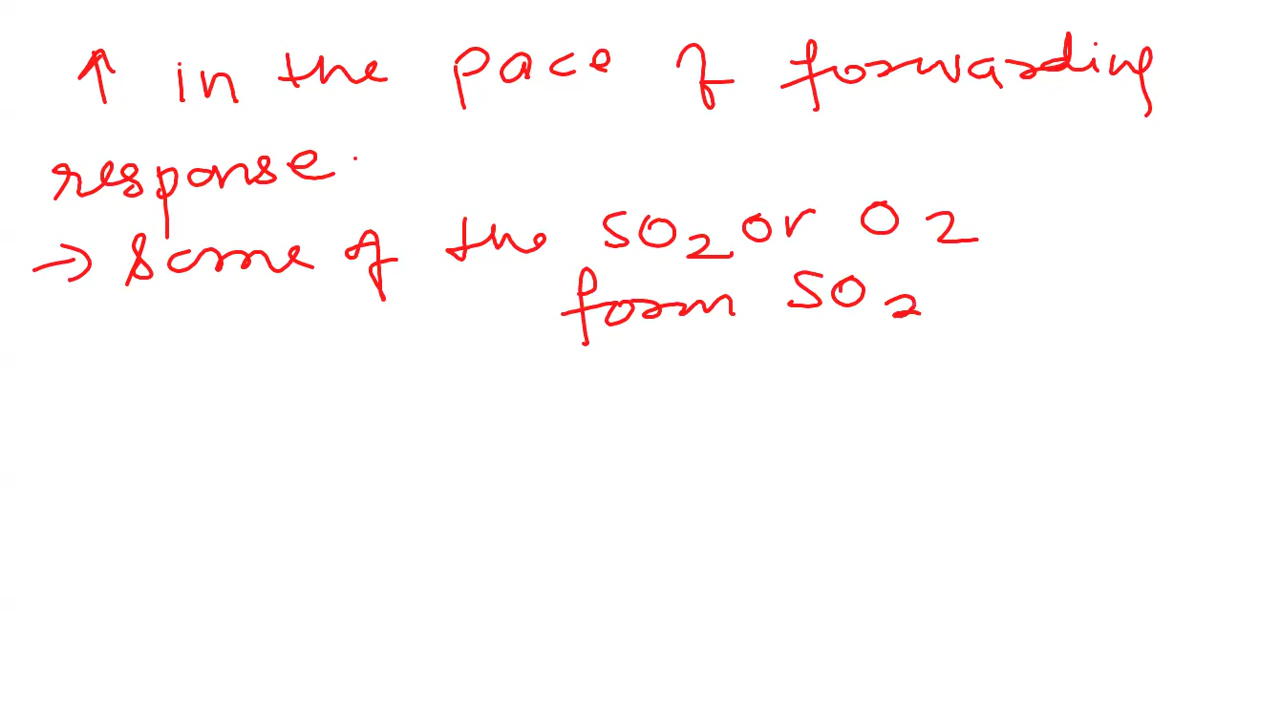 ↑ in the pace of forwarding
response.
→ Some of the SO2 or O2
form SO2